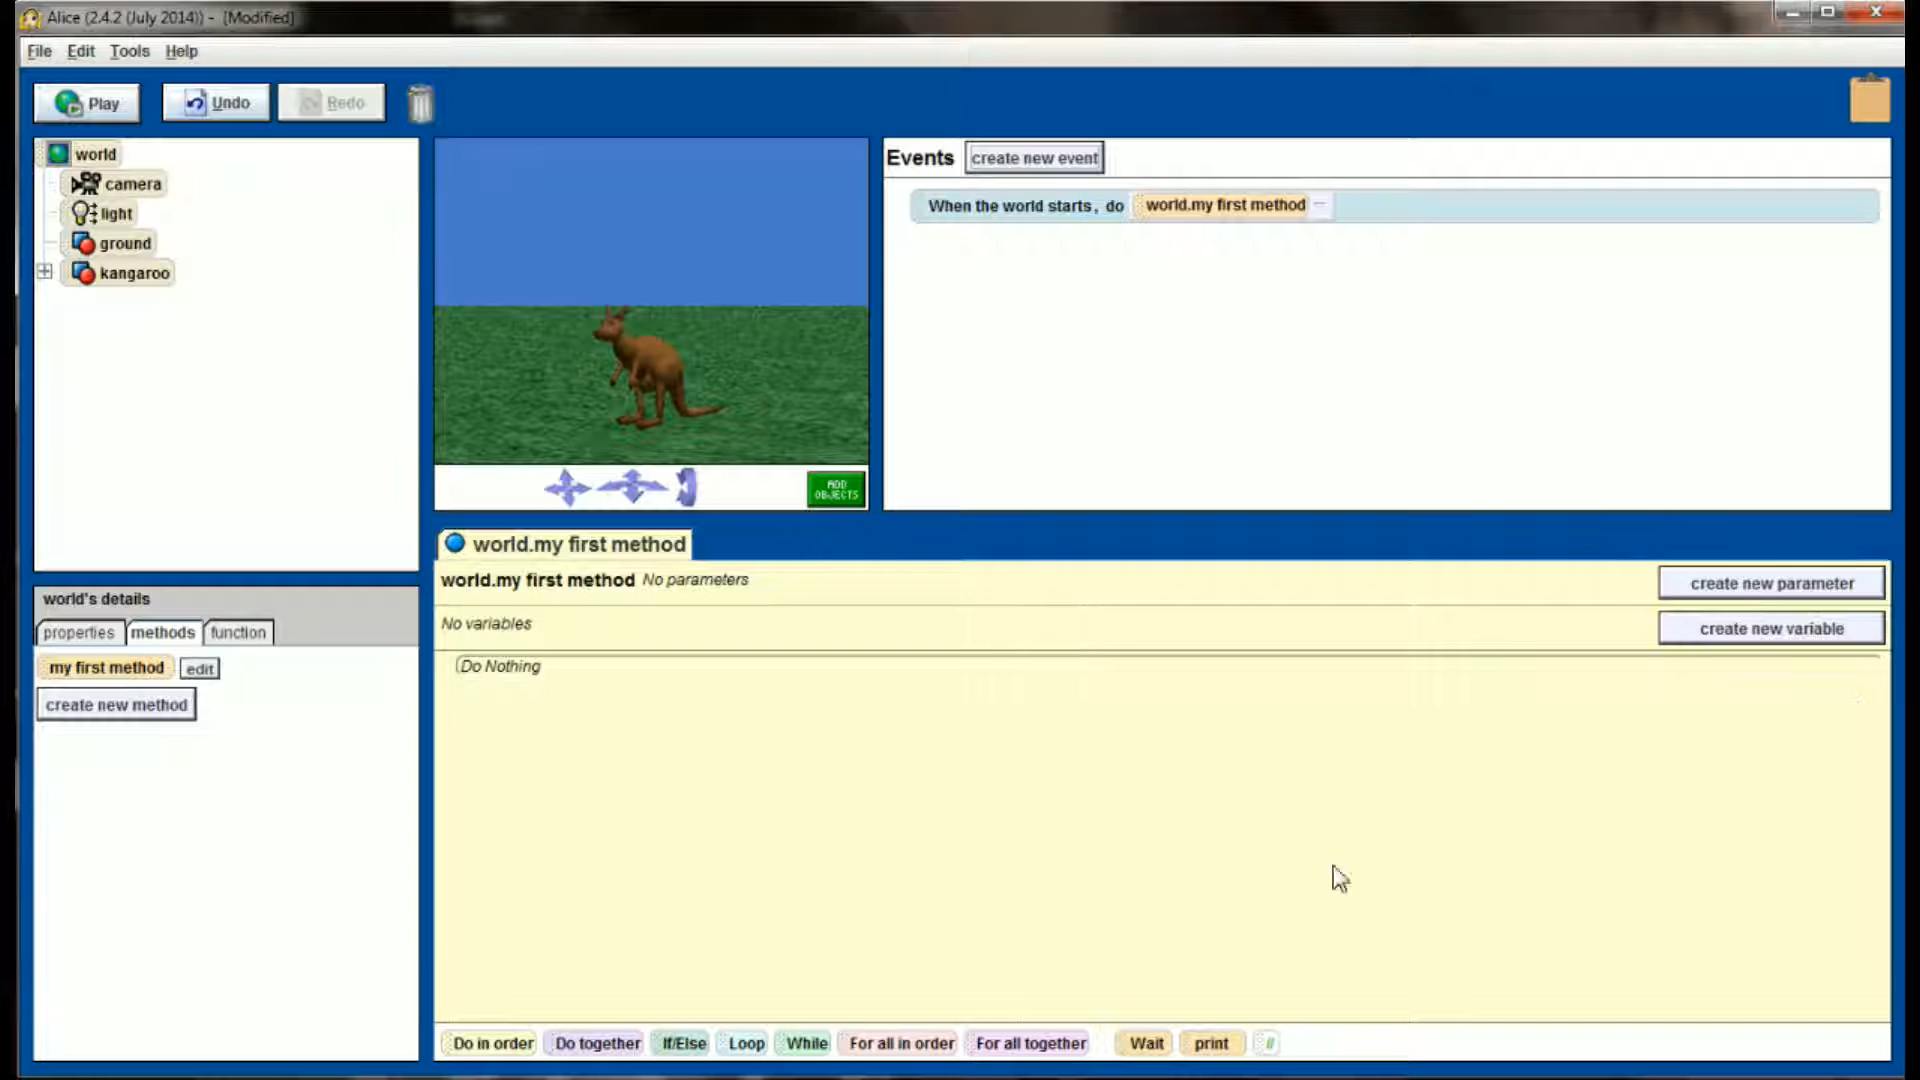 Alice (2.4.2 (July 2014)) - [Modified]
File Edit Tools Help
Play Undo Redo
world
camera
light
ground
kangaroo
ADD
OBJECTS
Events create new event
When the world starts, do world.my first method
world's details
properties methods function
my first method edit
create new method
world.my first method
world.my first method No parameters create new parameter
No variables create new variable
(Do Nothing
Do in order Do together If/Else Loop While For all in order For all together Wait print //